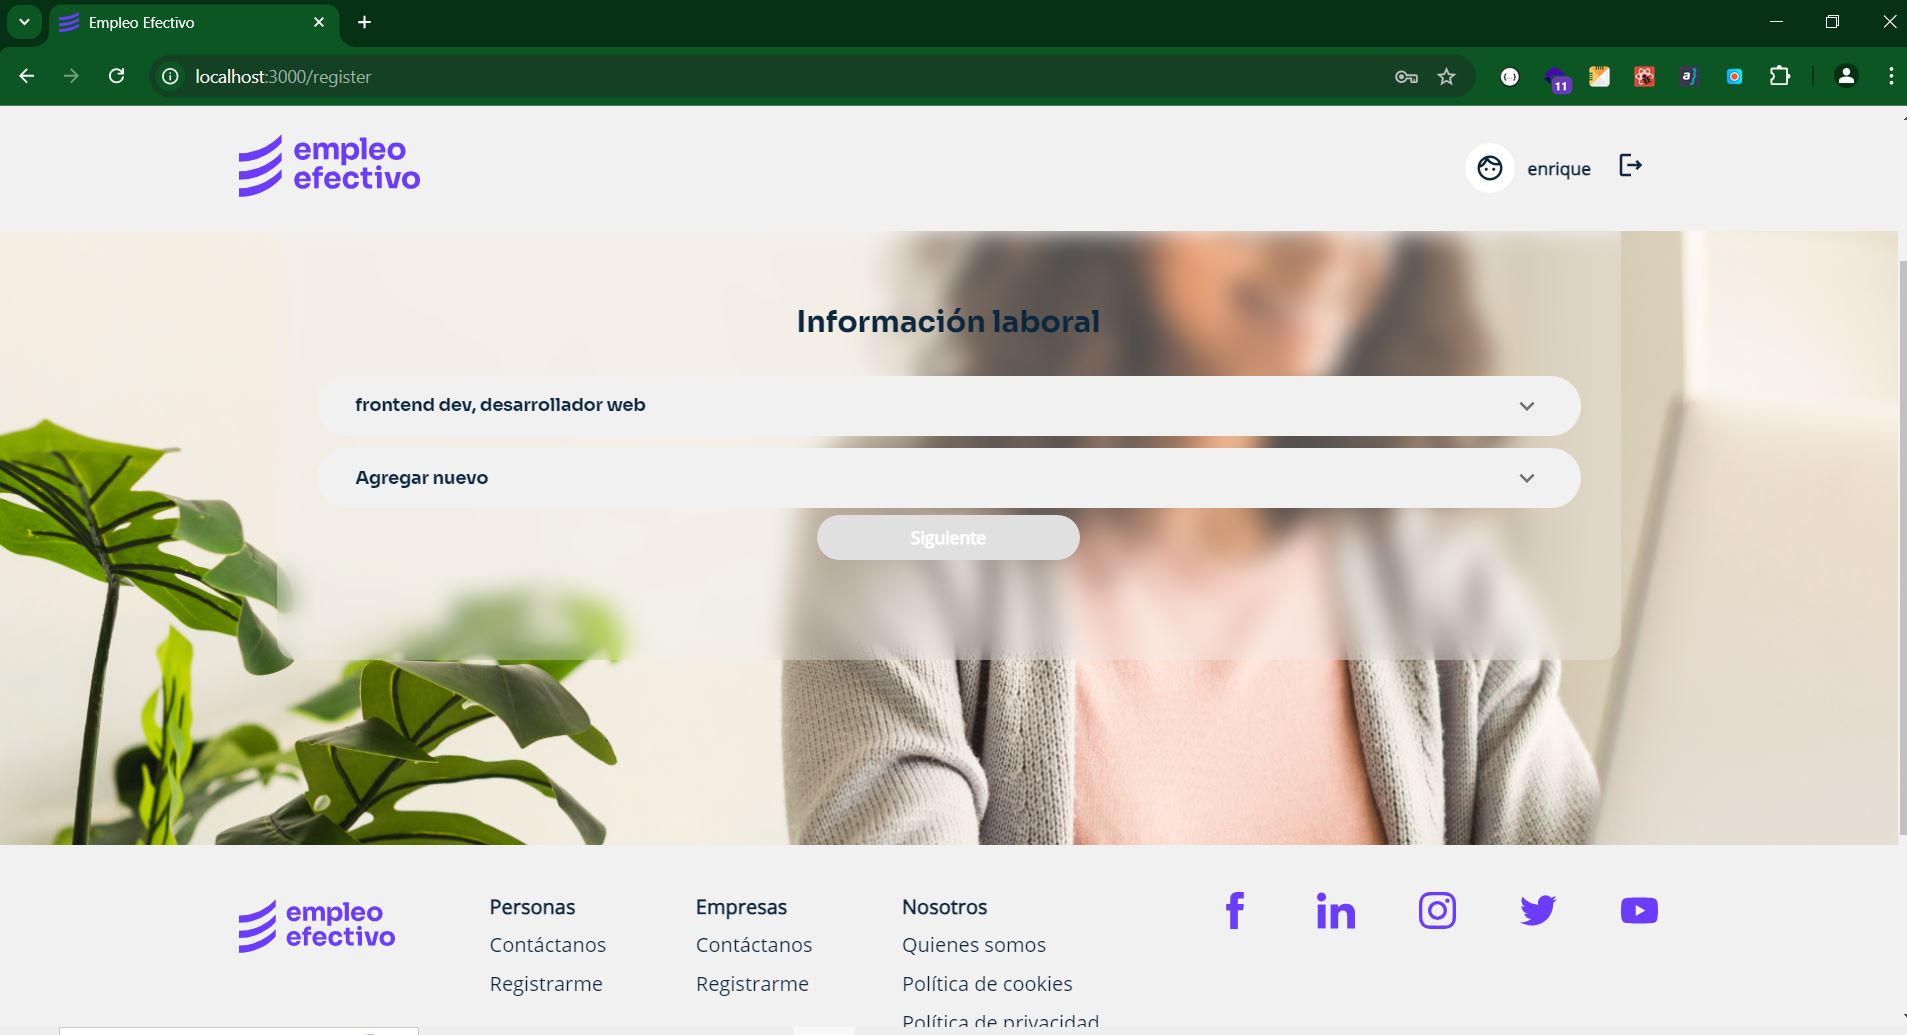 Empleo Efectivo
localhost:3000/register
11
a}
empleo
efectivo
enrique
Información laboral
frontend dev, desarrollador web
Agregar nuevo
Siguiente
empleo
efectivo
Personas
Contáctanos
Registrarme
Empresas
Contáctanos
Registrarme
Nosotros
Quienes somos
Política de cookies
Política de privacidad